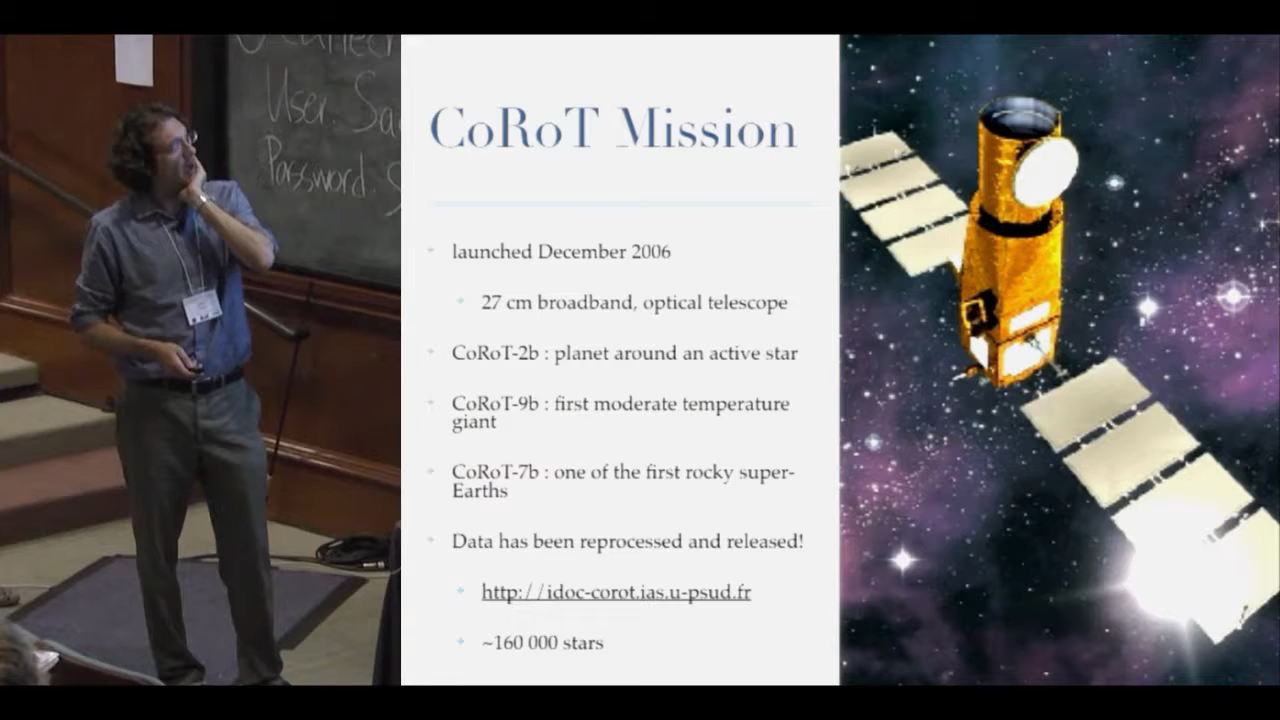 User.
Password.
CoRoT Mission
launched December 2006
27 cm broadband, optical telescope
CoRoT-2b : planet around an active star
CoRoT-9b : first moderate temperature
giant
CoRoT-7b : one of the first rocky super-
Earths
Data has been reprocessed and released!
http://idoc-corot.ias.u-psud.fr
~160 000 stars